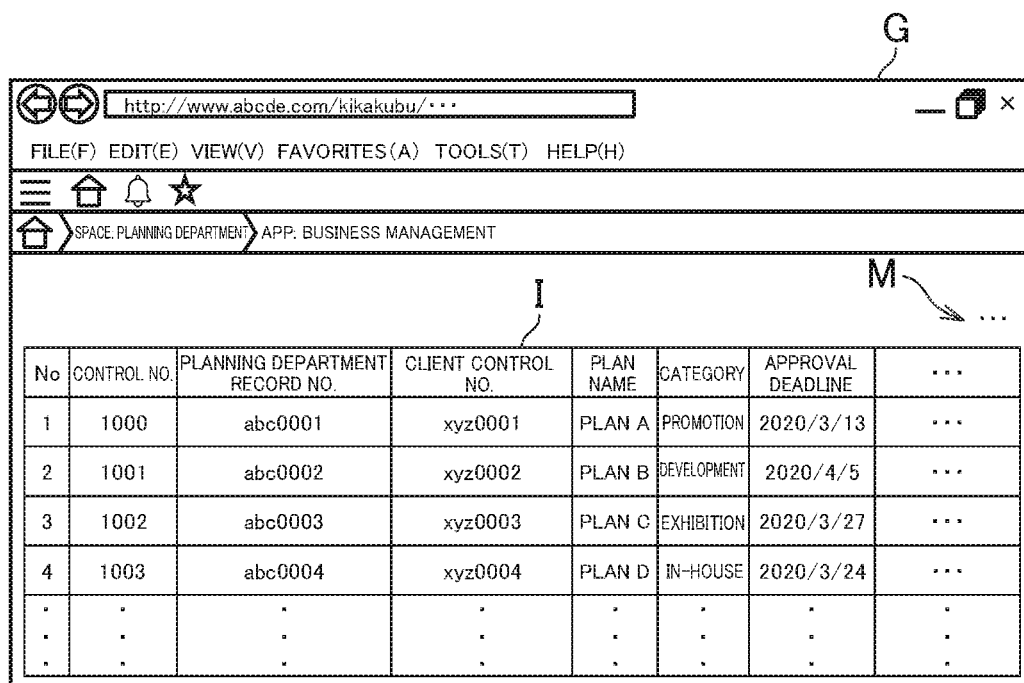 G
http://www.abcde.com/kikakubu/･･･
FILE(F) EDIT(E) VIEW(V) FAVORITES(A) TOOLS(T) HELP(H)
SPACE: PLANNING DEPARTMENT APP: BUSINESS MANAGEMENT
M
I
...
No CONTROL NO. PLANNING DEPARTMENT RECORD NO. CLIENT CONTROL NO. PLAN NAME CATEGORY APPROVAL DEADLINE ...
1 1000 abc0001 xyz0001 PLAN A PROMOTION 2020/3/13 ...
2 1001 abc0002 xyz0002 PLAN B DEVELOPMENT 2020/4/5 ...
3 1002 abc0003 xyz0003 PLAN C EXHIBITION 2020/3/27 ...
4 1003 abc0004 xyz0004 PLAN D IN-HOUSE 2020/3/24 ...